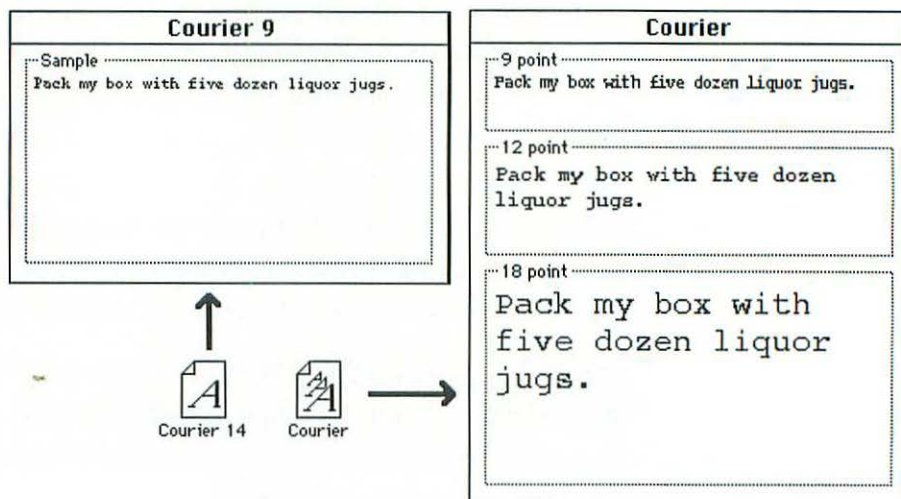 Courier 9
Sample
Pack my box with five dozen liquor jugs.
Courier 14
Courier
Courier
9 point
Pack my box with five dozen liquor jugs.
12 point
Pack my box with five dozen
liquor jugs.
18 point
Pack my box with
five dozen liquor
jugs.